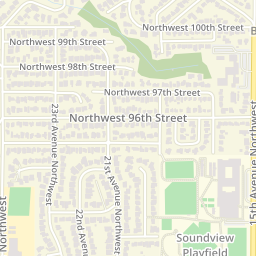 Northwest 100th Street
B
Northwest 99th Street
Northwest 98th Street
Northwest 97th Street
Northwest 96th Street
23rd Avenue Northwest
21st Avenue Northwest
22nd Avenue
15th Avenue Northwest
Northwest
Soundview
Playfield